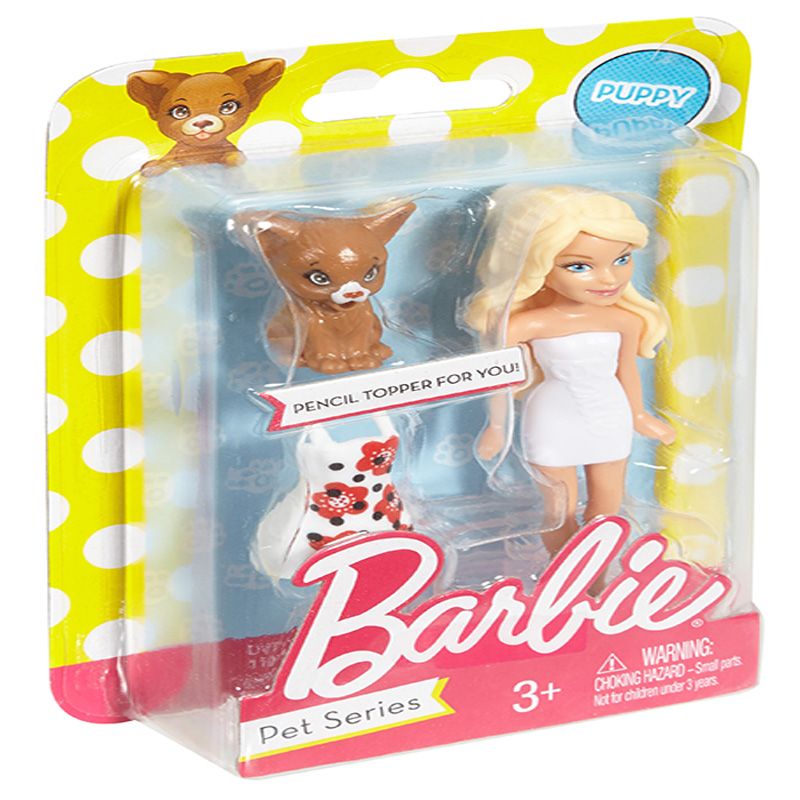 PUPPY
PENCIL TOPPER FOR YOU!
Barbie®
Pet Series
3+
WARNING:
CHOKING HAZARD – Small parts.
Not for children under 3 years.